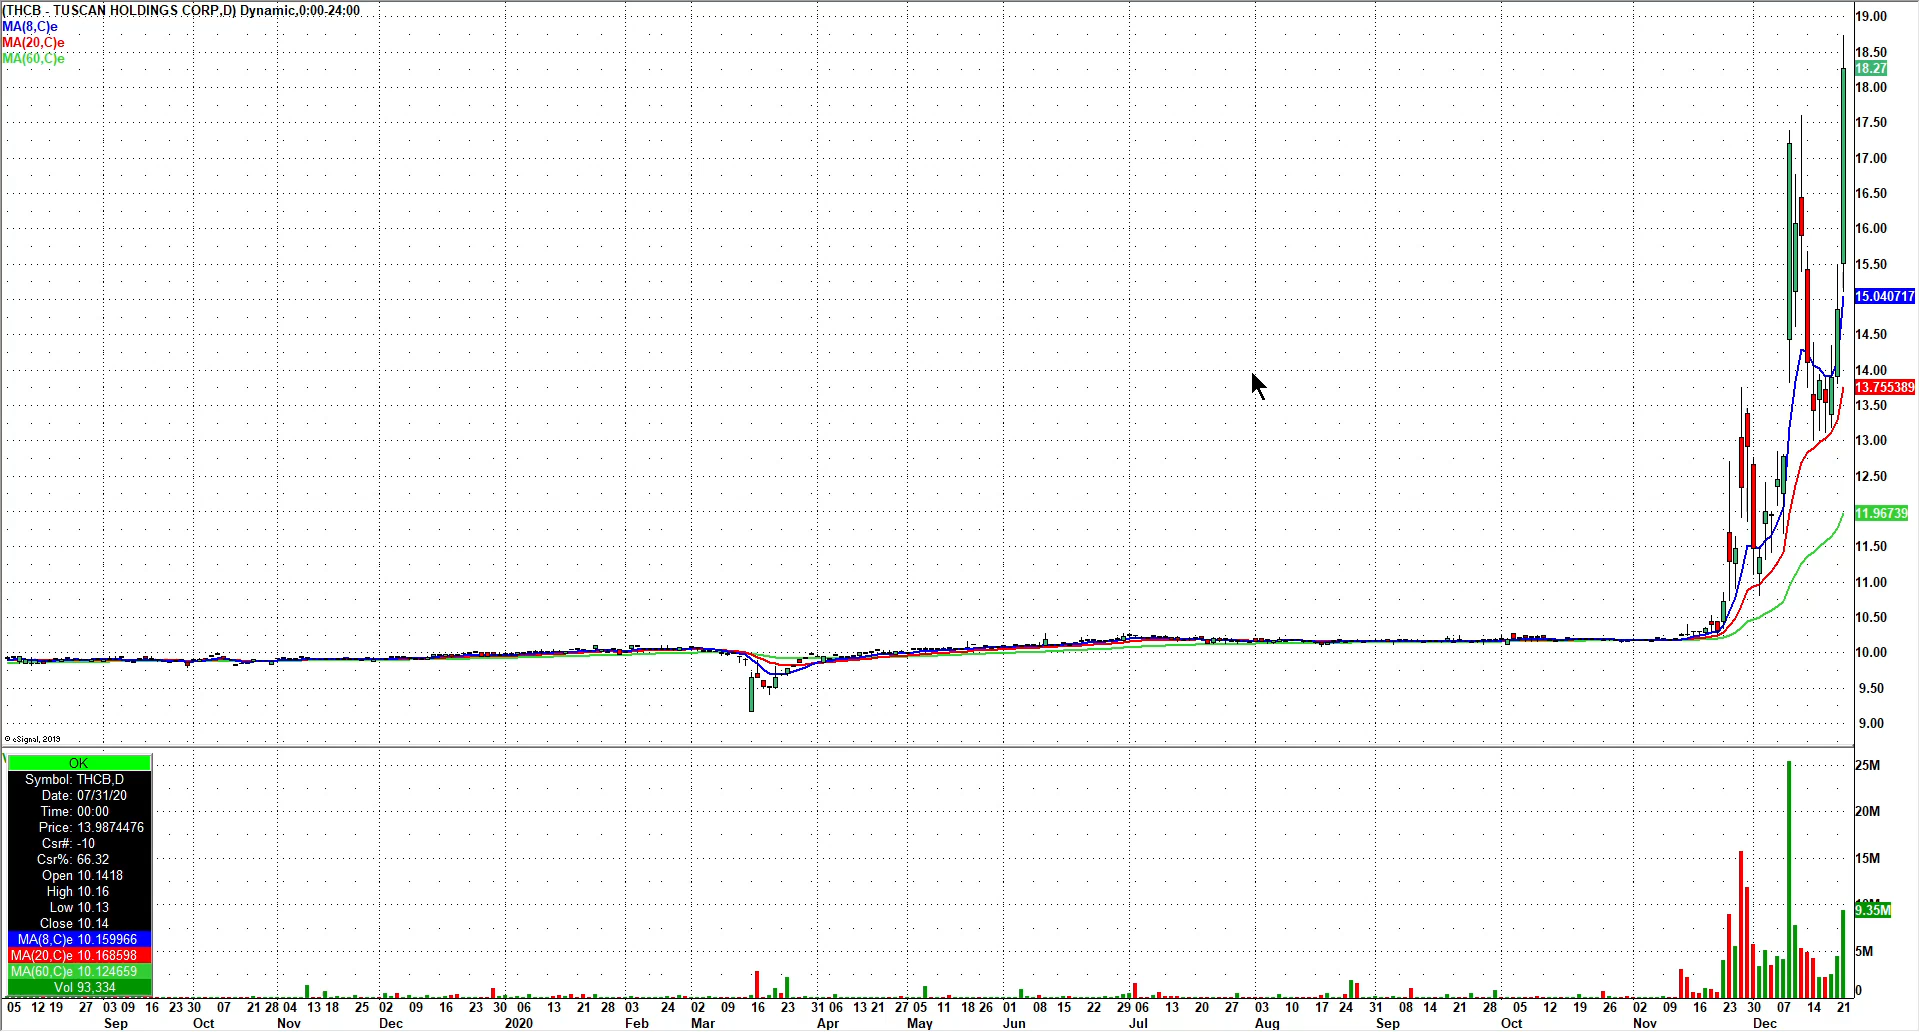 (THCB - TUSCAN HOLDINGS CORP,D) Dynamic,0:00-24:00
MA(8,C)e
MA(20,C)e
MA(60,C)e
19.00
18.50
18.27
18.00
17.50
17.00
16.50
16.00
15.50
15.040717
14.50
14.00
13.755389
13.50
13.00
12.50
11.96739
11.50
11.00
10.50
10.00
9.50
9.00
© eSignal, 2019
OK
Symbol: THCB,D
Date: 07/31/20
Time: 00:00
Price: 13.9874476
Csr#: -10
Csr%: 66.32
Open 10.1418
High 10.16
Low 10.13
Close 10.14
MA(8,C)e 10.159966
MA(20,C)e 10.168598
MA(60,C)e 10.124659
Vol 93,334
25M
20M
15M
9.35M
5M
0
05 12 19 27 03 09 16 23 30 07 21 28 04 13 18 25 02 09 16 23 30 06 13 21 28 03 24 02 09 16 23 31 06 13 21 27 05 11 18 26 01 08 15 22 29 06 13 20 27 03 10 17 24 31 08 14 21 28 05 12 19 26 02 09 16 23 30 07 14 21
Sep Oct Nov Dec 2020 Feb Mar Apr May Jun Jul Aug Sep Oct Nov Dec